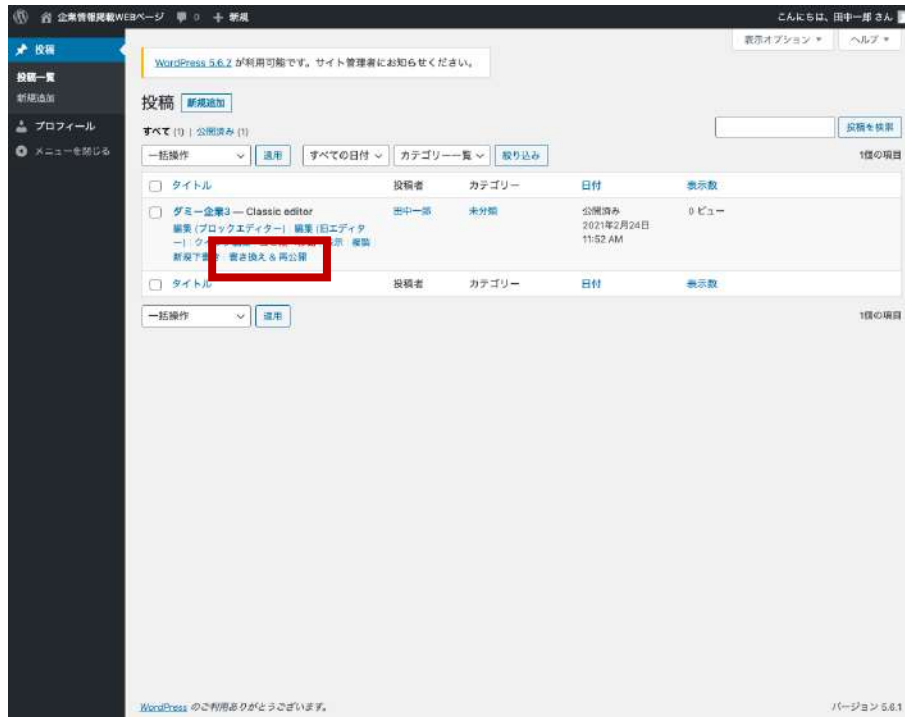 企業情報掲載WEBページ 0 + 新規
こんにちは、田中一郎 さん
投稿
投稿一覧
新規追加
プロフィール
メニューを閉じる
表示オプション ▼
ヘルプ ▼
WordPress 5.6.2 が利用可能です。サイト管理者にお知らせください。
投稿 新規追加
すべて (1) | 公開済み (1)
投稿を検索
一括操作 適用 すべての日付 カテゴリー一覧 絞り込み
1個の項目
タイトル 投稿者 カテゴリー 日付 表示数
ダミー企業3 — Classic editor 田中一郎 未分類 公開済み 0 ビュー
2021年2月24日
11:52 AM
編集 (ブロックエディター) | 編集 (旧エディタ
ー) | 複製
新規下書き 書き換え & 再公開
タイトル 投稿者 カテゴリー 日付 表示数
一括操作 適用
1個の項目
WordPress のご利用ありがとうございます。
バージョン 5.6.1